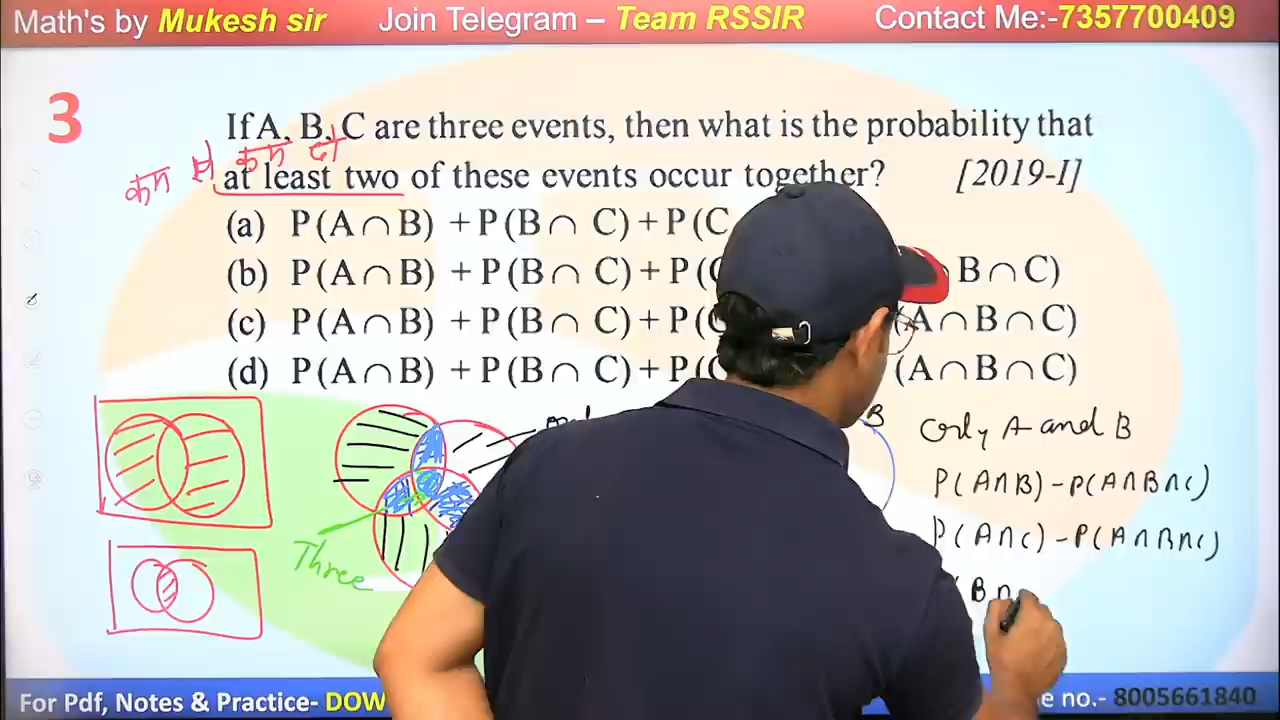 Math's by Mukesh sir Join Telegram – Team RSSIR Contact Me:-7357700409
3
If A, B, C are three events, then what is the probability that
कम से कम दो
at least two of these events occur together? [2019-I]
(a) P(A∩B) + P(B∩ C) + P(C
(b) P(A∩B) + P(B∩ C) + P( B∩C)
(c) P(A∩B) + P(B∩ C) + P( (A∩B∩C)
(d) P(A∩B) + P(B∩ C) + P( (A∩B∩C)
B
only A and B
P(A∩B) – P(A∩B∩C)
P(A∩C) – P(A∩B∩C)
Three
B∩
For Pdf, Notes & Practice- DOW e no.- 8005661840